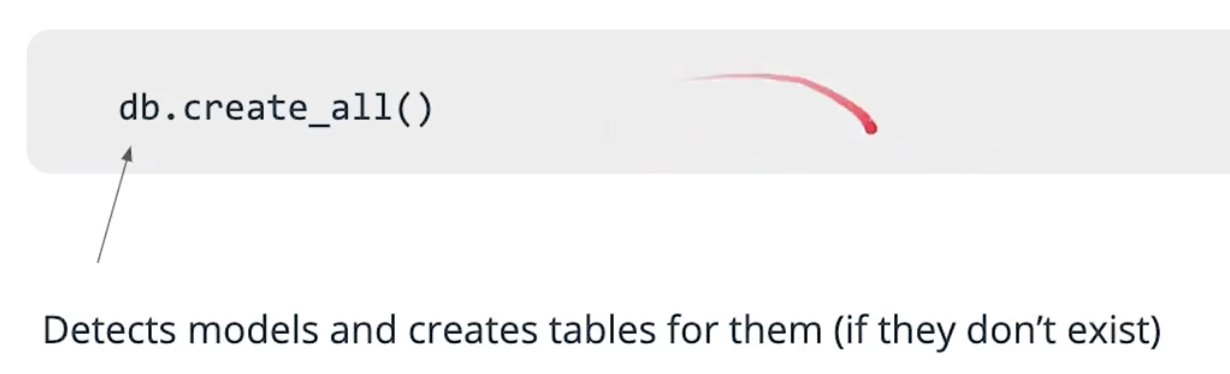 db.create_all()
Detects models and creates tables for them (if they don’t exist)